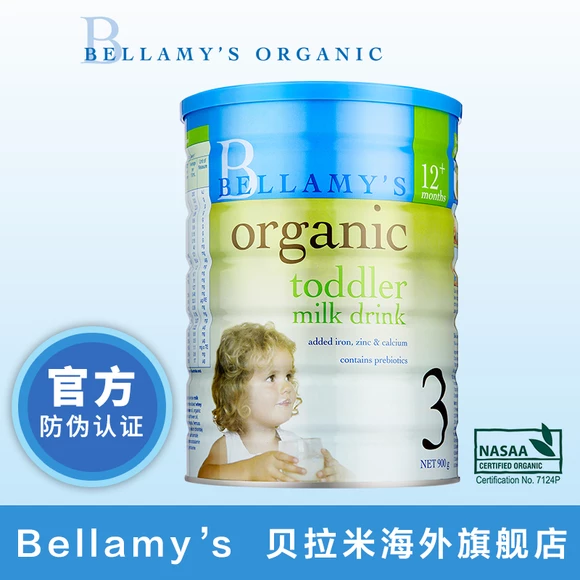 BELLAMY'S ORGANIC
B
BELLAMY'S
12+
months
organic
toddler
milk drink
added iron, zinc & calcium
contains prebiotics
3
NET 900 g
官方
防伪认证
NASAA
CERTIFIED ORGANIC
Certification No. 7124P
Bellamy's 贝拉米海外旗舰店